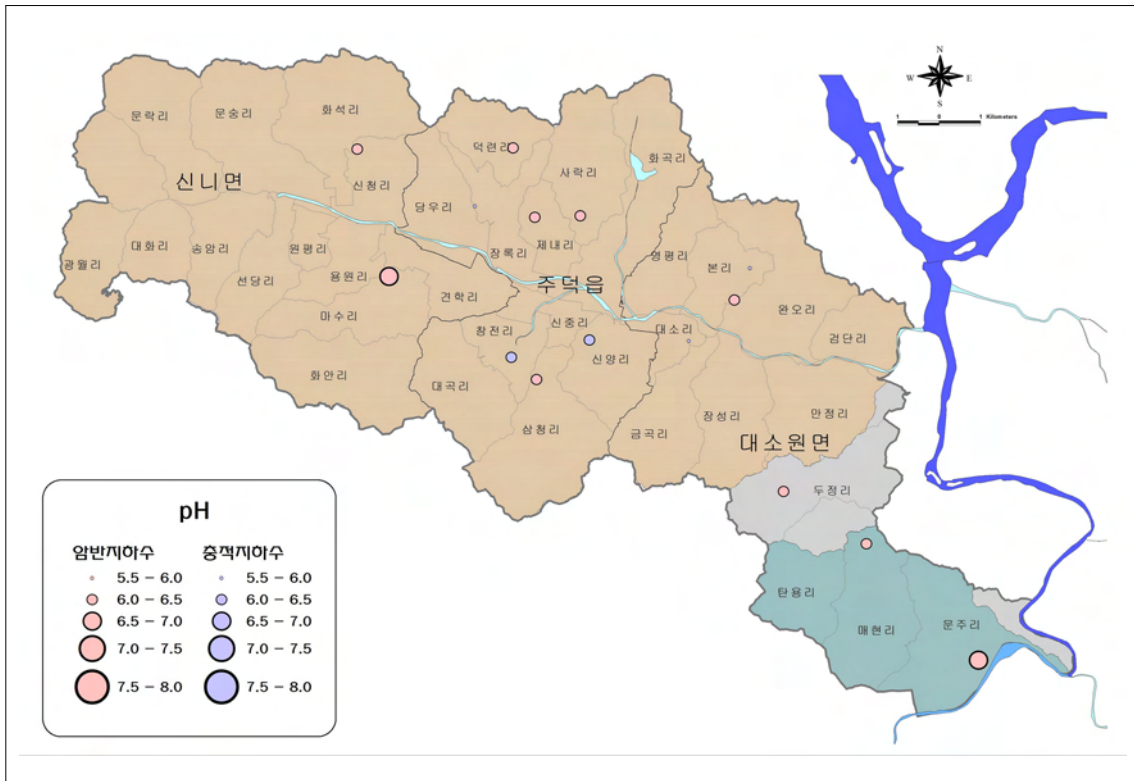 N
W E
S
1 0 1 Kilometers
문락리
문숭리
화석리
덕련리
사락리
화곡리
신니면
신청리
당우리
광월리
대화리
송암리
원평리
장록리
제내리
영평리
본리
선당리
용원리
견학리
주덕읍
완오리
마수리
창전리
신중리
대소리
검단리
화안리
대곡리
신양리
삼청리
금곡리
장성리
만정리
대소원면
두정리
탄용리
매현리
문주리
pH
암반지하수 충적지하수
5.5 – 6.0 5.5 – 6.0
6.0 – 6.5 6.0 – 6.5
6.5 – 7.0 6.5 – 7.0
7.0 – 7.5 7.0 – 7.5
7.5 – 8.0 7.5 – 8.0